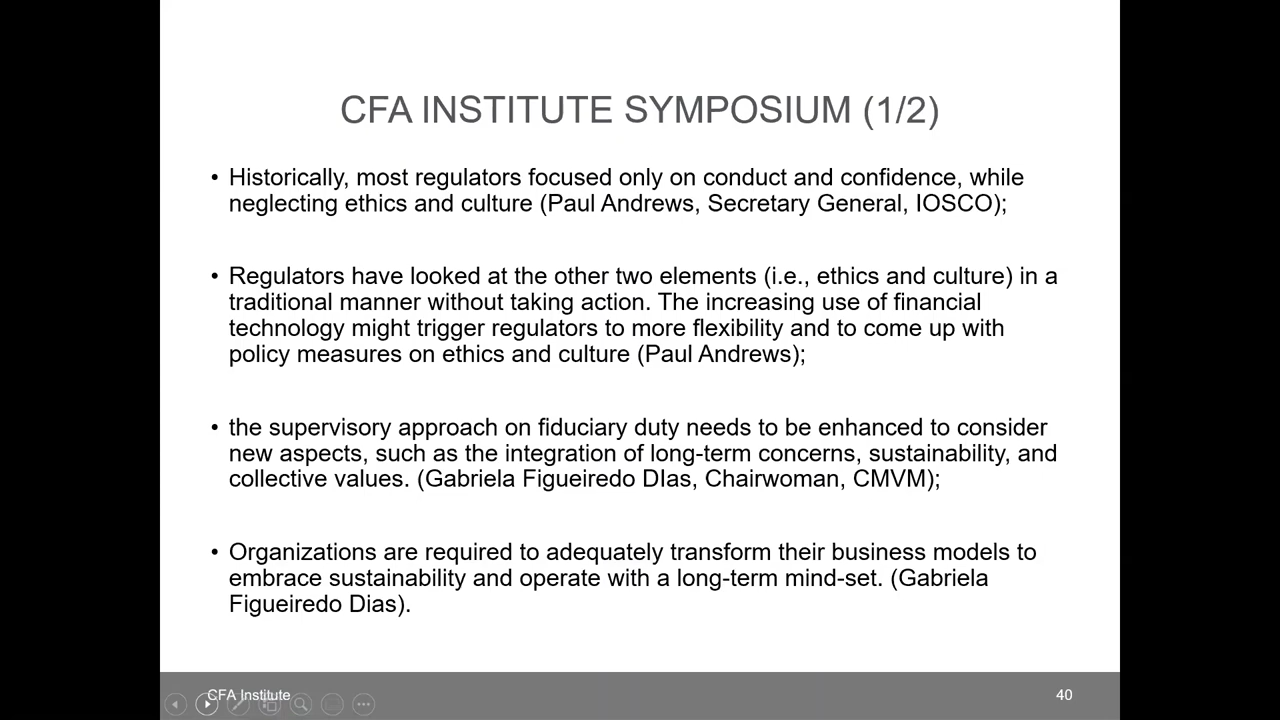 CFA INSTITUTE SYMPOSIUM (1/2)
• Historically, most regulators focused only on conduct and confidence, while
neglecting ethics and culture (Paul Andrews, Secretary General, IOSCO);
• Regulators have looked at the other two elements (i.e., ethics and culture) in a
traditional manner without taking action. The increasing use of financial
technology might trigger regulators to more flexibility and to come up with
policy measures on ethics and culture (Paul Andrews);
• the supervisory approach on fiduciary duty needs to be enhanced to consider
new aspects, such as the integration of long-term concerns, sustainability, and
collective values. (Gabriela Figueiredo DIas, Chairwoman, CMVM);
• Organizations are required to adequately transform their business models to
embrace sustainability and operate with a long-term mind-set. (Gabriela
Figueiredo Dias).
CFA Institute
40